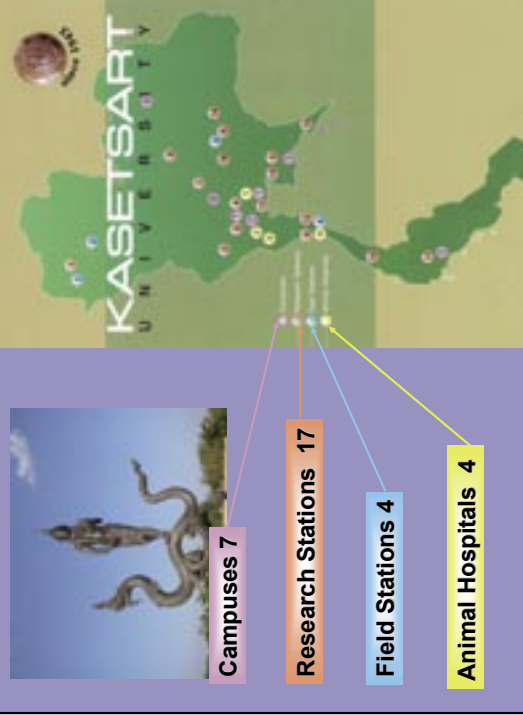 KASETSART
UNIVERSITY
Campuses 7
Research Stations 17
Field Stations 4
Animal Hospitals 4